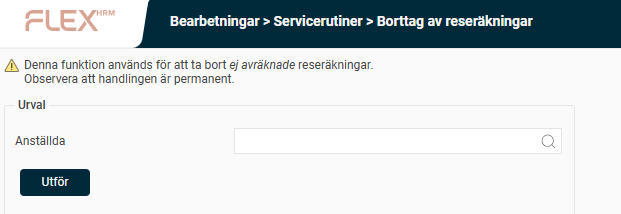 FLEX HRM
Bearbetningar > Servicerutiner > Borttag av reseräkningar
Denna funktion används för att ta bort ej avräknade reseräkningar.
Observera att handlingen är permanent.
Urval
Anställda
Utför